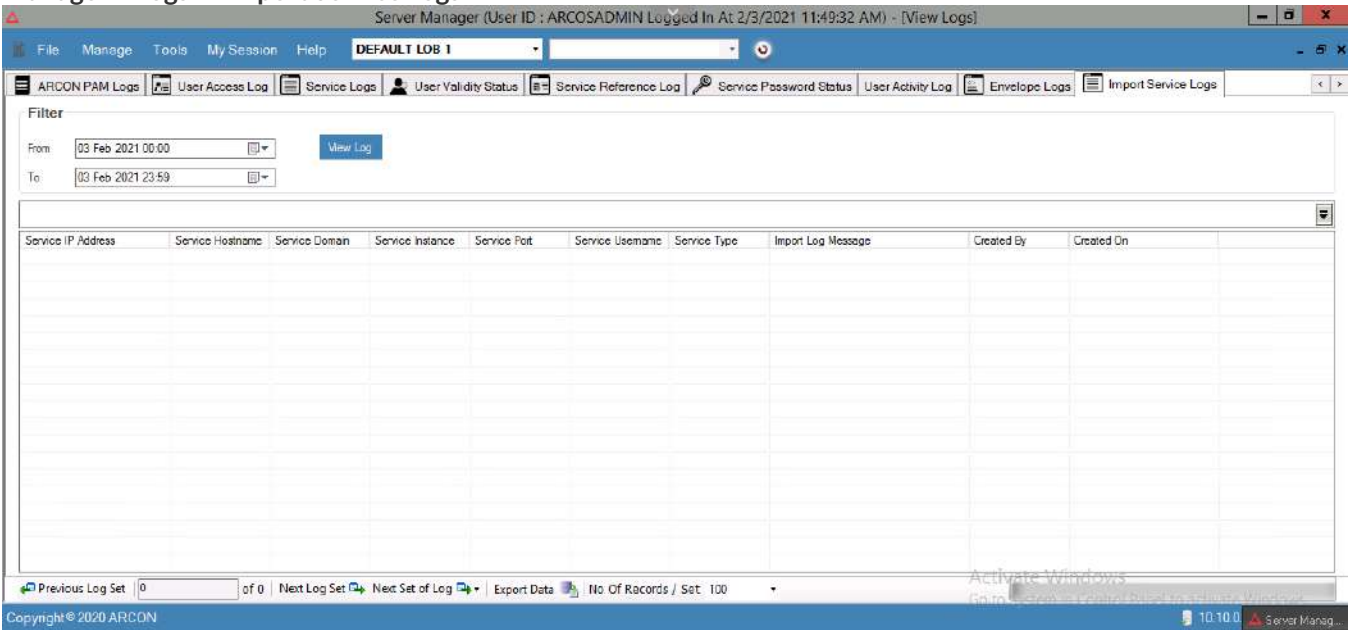 Server Manager (User ID : ARCOSADMIN Logged In At 2/3/2021 11:49:32 AM) - [View Logs]
File Manage Tools My Session Help DEFAULT LOB 1
ARCON PAM Logs User Access Log Service Logs User Validity Status Service Reference Log Service Password Status User Activity Log Envelope Logs Import Service Logs
Filter
From 03 Feb 2021 00:00 View Log
To 03 Feb 2021 23:59
Service IP Address Service Hostname Service Domain Service Instance Service Port Service Username Service Type Import Log Message Created By Created On
Previous Log Set 0 of 0 Next Log Set Next Set of Log Export Data No Of Records / Set 100
Activate Windows
Copyright © 2020 ARCON 10.10.0 Server Manag...